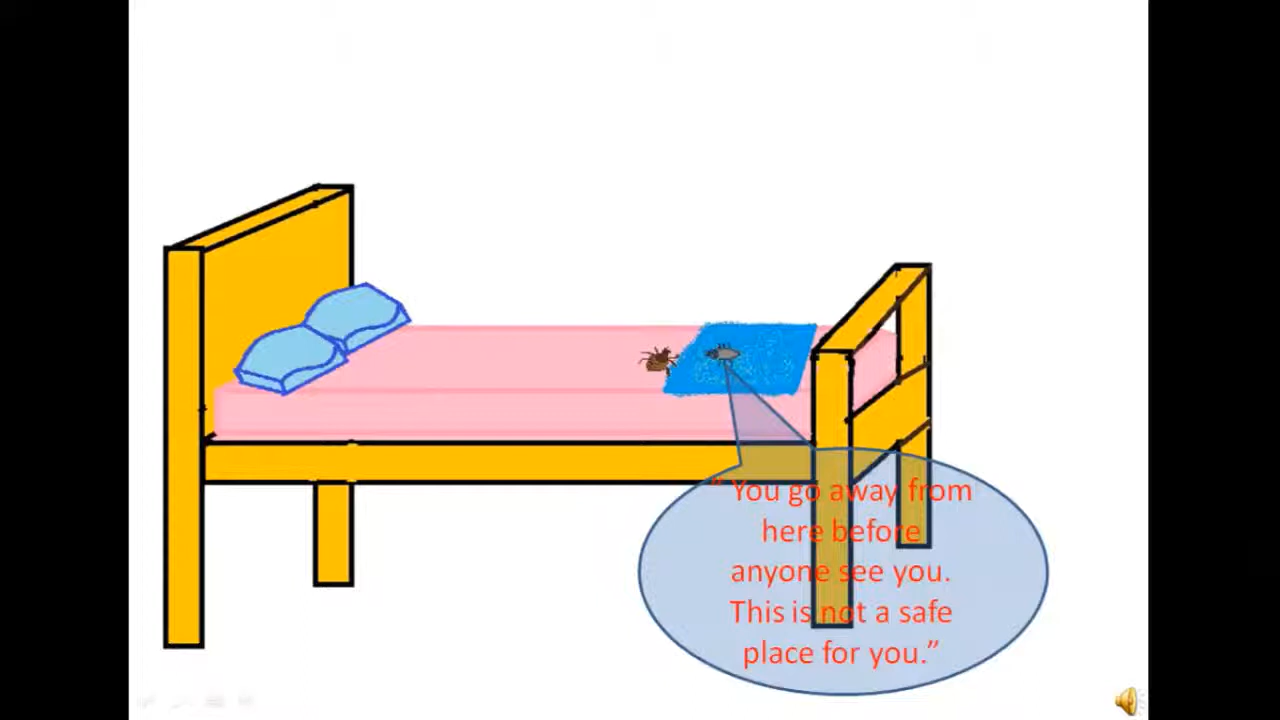 “ You go away from
here before
anyone see you.
This is not a safe
place for you.”